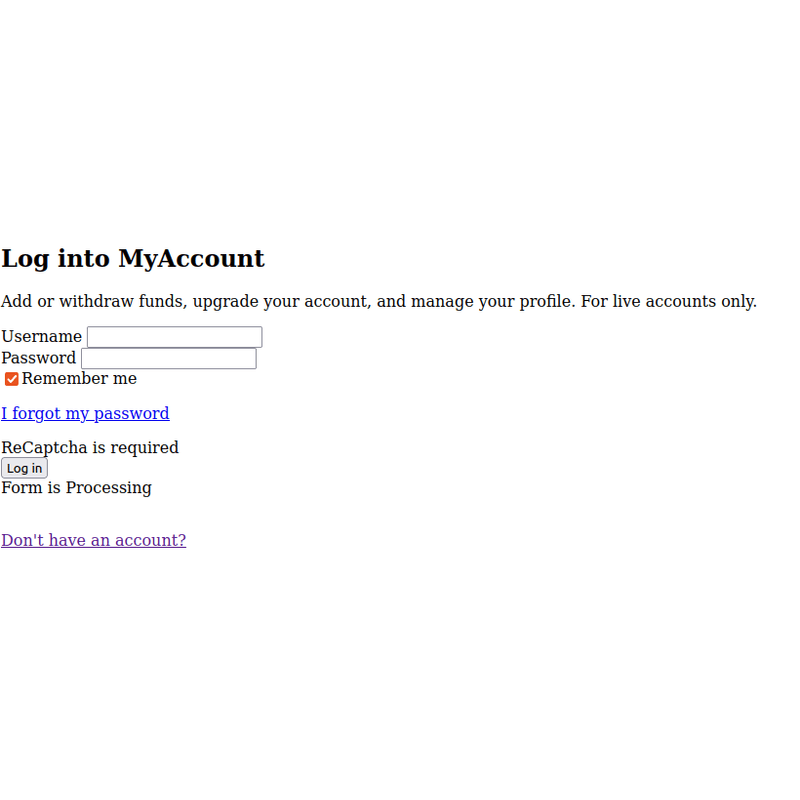 Log into MyAccount
Add or withdraw funds, upgrade your account, and manage your profile. For live accounts only.
Username
Password
Remember me
I forgot my password
ReCaptcha is required
Log in
Form is Processing
Don't have an account?